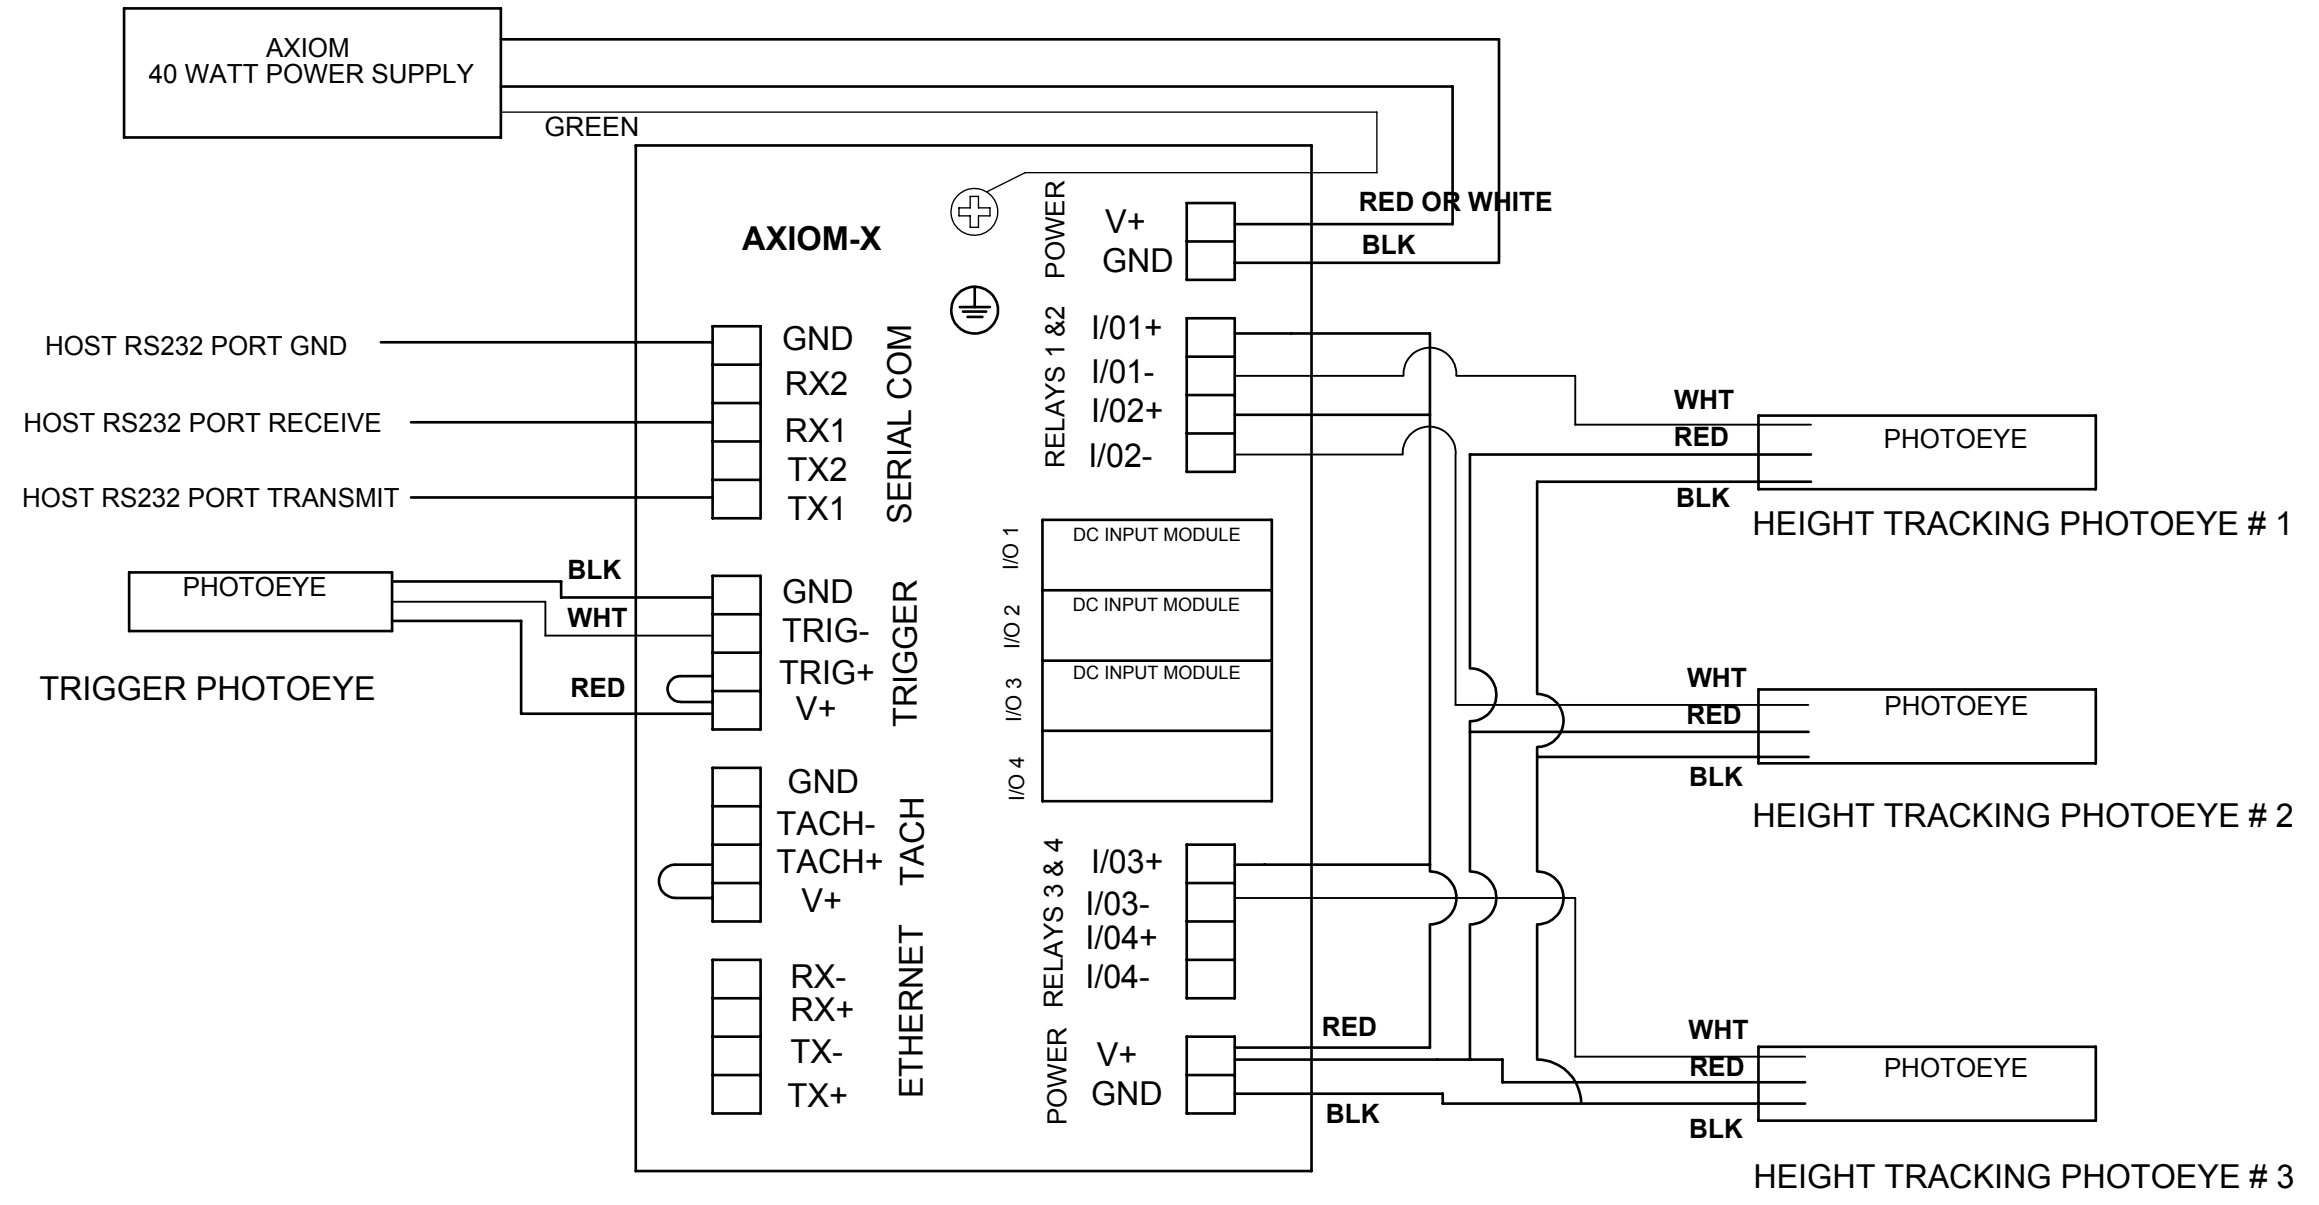 AXIOM
40 WATT POWER SUPPLY
GREEN
AXIOM-X
POWER
V+
GND
RED OR WHITE
BLK
HOST RS232 PORT GND
HOST RS232 PORT RECEIVE
HOST RS232 PORT TRANSMIT
GND
RX2
RX1
TX2
TX1
SERIAL COM
RELAYS 1 &2
I/01+
I/01-
I/02+
I/02-
WHT
RED
BLK
PHOTOEYE
HEIGHT TRACKING PHOTOEYE # 1
PHOTOEYE
TRIGGER PHOTOEYE
BLK
WHT
RED
GND
TRIG-
TRIG+
V+
TRIGGER
I/O 1
DC INPUT MODULE
I/O 2
DC INPUT MODULE
I/O 3
DC INPUT MODULE
I/O 4
WHT
RED
BLK
PHOTOEYE
HEIGHT TRACKING PHOTOEYE # 2
GND
TACH-
TACH+
V+
TACH
RELAYS 3 & 4
I/03+
I/03-
I/04+
I/04-
RX-
RX+
TX-
TX+
ETHERNET
POWER
V+
GND
RED
BLK
WHT
RED
BLK
PHOTOEYE
HEIGHT TRACKING PHOTOEYE # 3